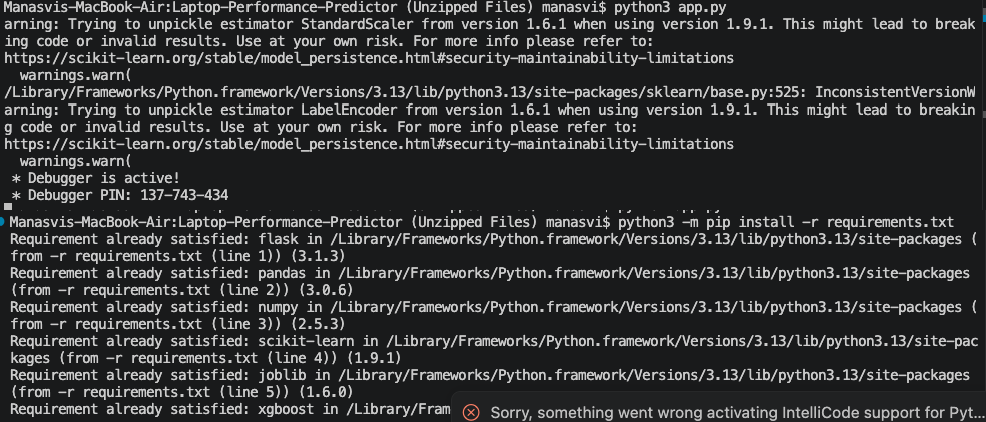 Manasvis-MacBook-Air:Laptop-Performance-Predictor (Unzipped Files) manasvi$ python3 app.py
arning: Trying to unpickle estimator StandardScaler from version 1.6.1 when using version 1.9.1. This might lead to break
ing code or invalid results. Use at your own risk. For more info please refer to:
https://scikit-learn.org/stable/model_persistence.html#security-maintainability-limitations
  warnings.warn(
/Library/Frameworks/Python.framework/Versions/3.13/lib/python3.13/site-packages/sklearn/base.py:525: InconsistentVersionW
arning: Trying to unpickle estimator LabelEncoder from version 1.6.1 when using version 1.9.1. This might lead to breakin
g code or invalid results. Use at your own risk. For more info please refer to:
https://scikit-learn.org/stable/model_persistence.html#security-maintainability-limitations
  warnings.warn(
 * Debugger is active!
 * Debugger PIN: 137-743-434
Manasvis-MacBook-Air:Laptop-Performance-Predictor (Unzipped Files) manasvi$ python3 -m pip install -r requirements.txt
Requirement already satisfied: flask in /Library/Frameworks/Python.framework/Versions/3.13/lib/python3.13/site-packages (
from -r requirements.txt (line 1)) (3.1.3)
Requirement already satisfied: pandas in /Library/Frameworks/Python.framework/Versions/3.13/lib/python3.13/site-packages
(from -r requirements.txt (line 2)) (3.0.6)
Requirement already satisfied: numpy in /Library/Frameworks/Python.framework/Versions/3.13/lib/python3.13/site-packages (
from -r requirements.txt (line 3)) (2.5.3)
Requirement already satisfied: scikit-learn in /Library/Frameworks/Python.framework/Versions/3.13/lib/python3.13/site-pac
kages (from -r requirements.txt (line 4)) (1.9.1)
Requirement already satisfied: joblib in /Library/Frameworks/Python.framework/Versions/3.13/lib/python3.13/site-packages
(from -r requirements.txt (line 5)) (1.6.0)
Requirement already satisfied: xgboost in /Library/Fram
Sorry, something went wrong activating IntelliCode support for Pyt...